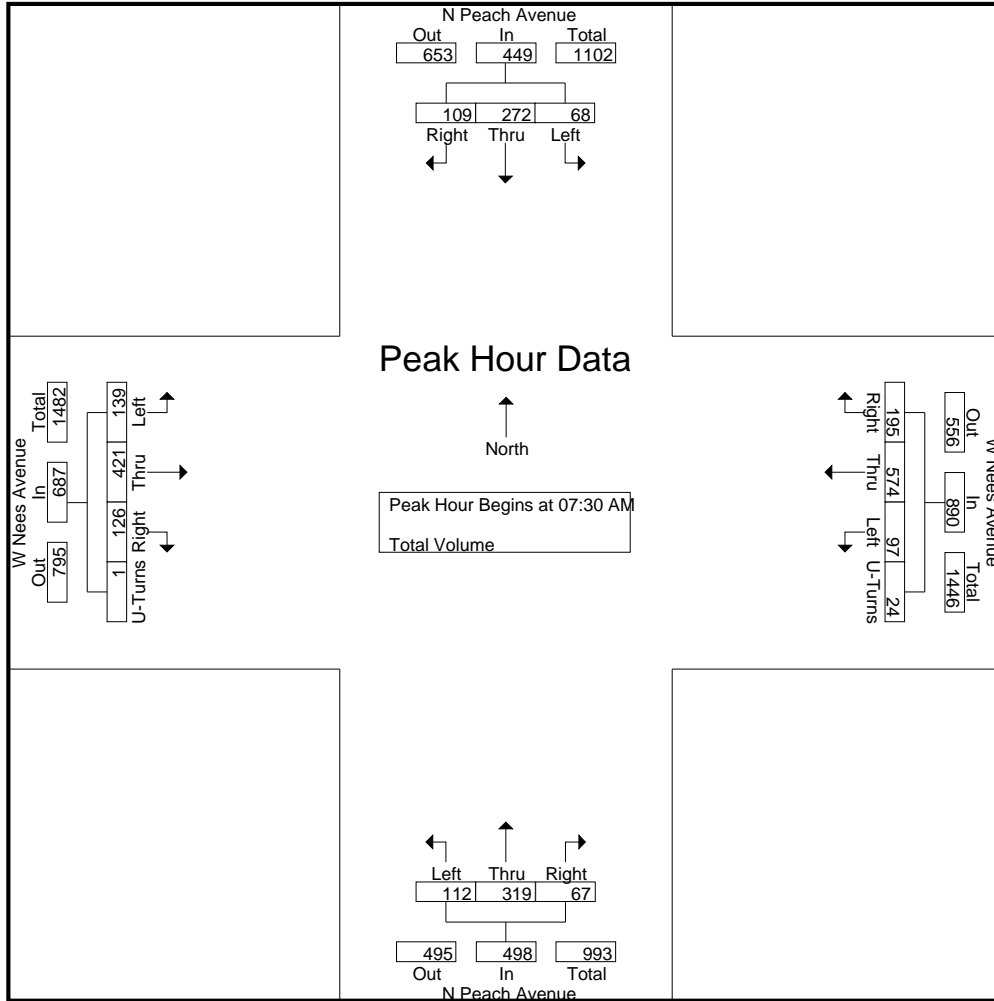 N Peach Avenue
Out In Total
653 449 1102
109 272 68
Right Thru Left
Peak Hour Data
North
Peak Hour Begins at 07:30 AM
Total Volume
W Nees Avenue
Total In Out
1482 687 795
139 421 126 1
Left Thru Right U-Turns
Right Thru Left U-Turns
195 574 97 24
556 890 1446
Out In Total
W Nees Avenue
Left Thru Right
112 319 67
495 498 993
Out In Total
N Peach Avenue